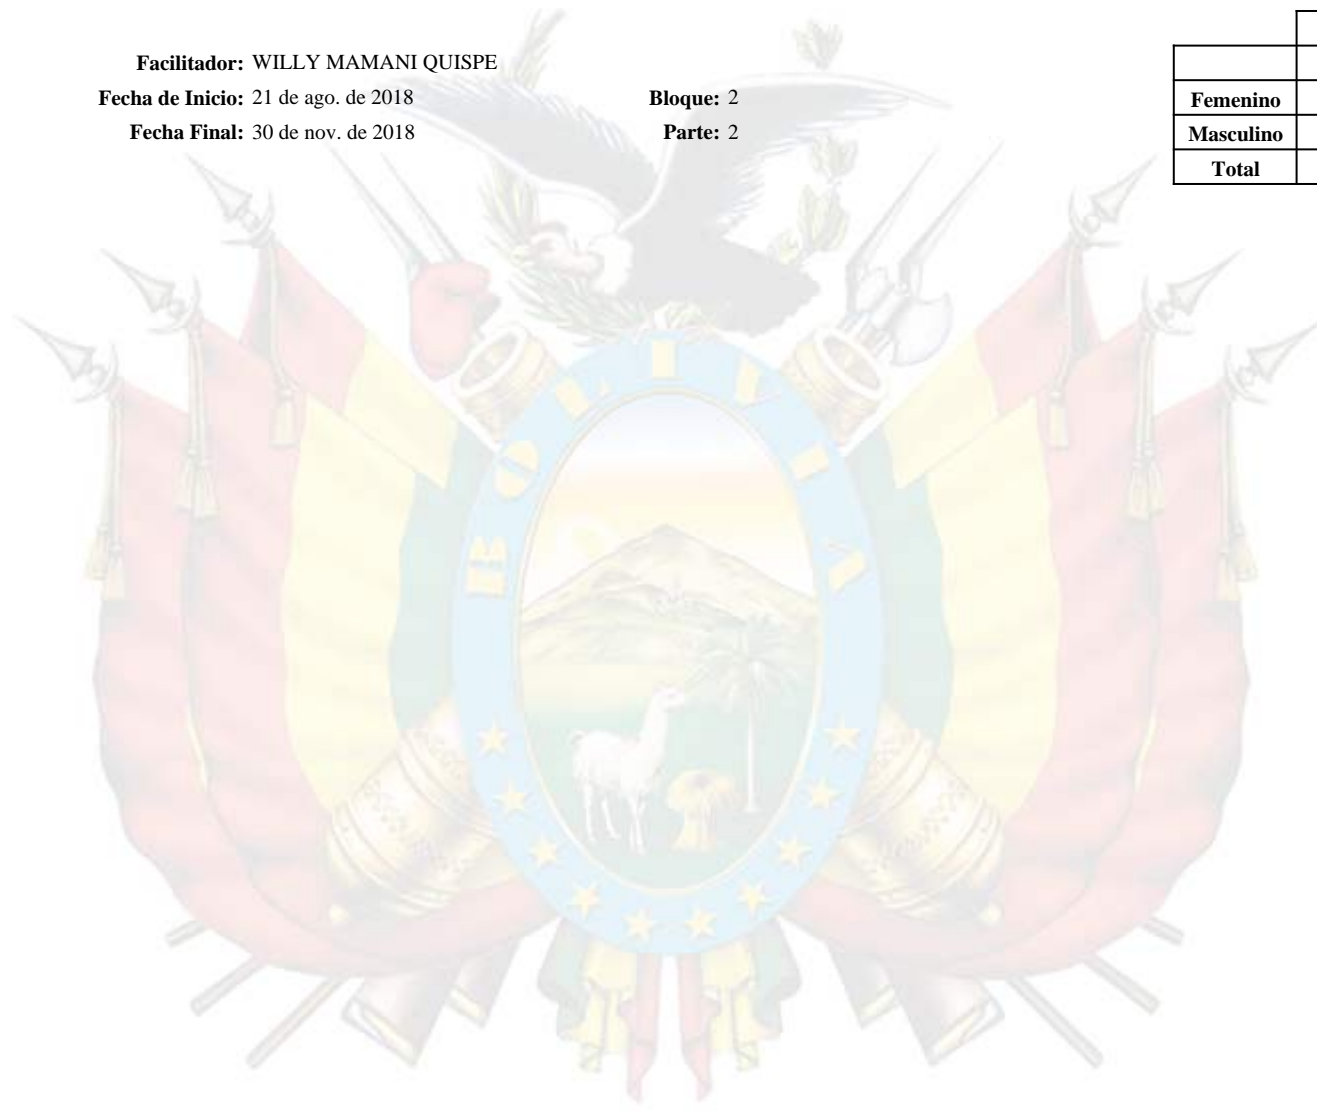 Facilitador: WILLY MAMANI QUISPE
Fecha de Inicio: 21 de ago. de 2018 Bloque: 2
Fecha Final: 30 de nov. de 2018 Parte: 2
Femenino
Masculino
Total
BOLIVIA